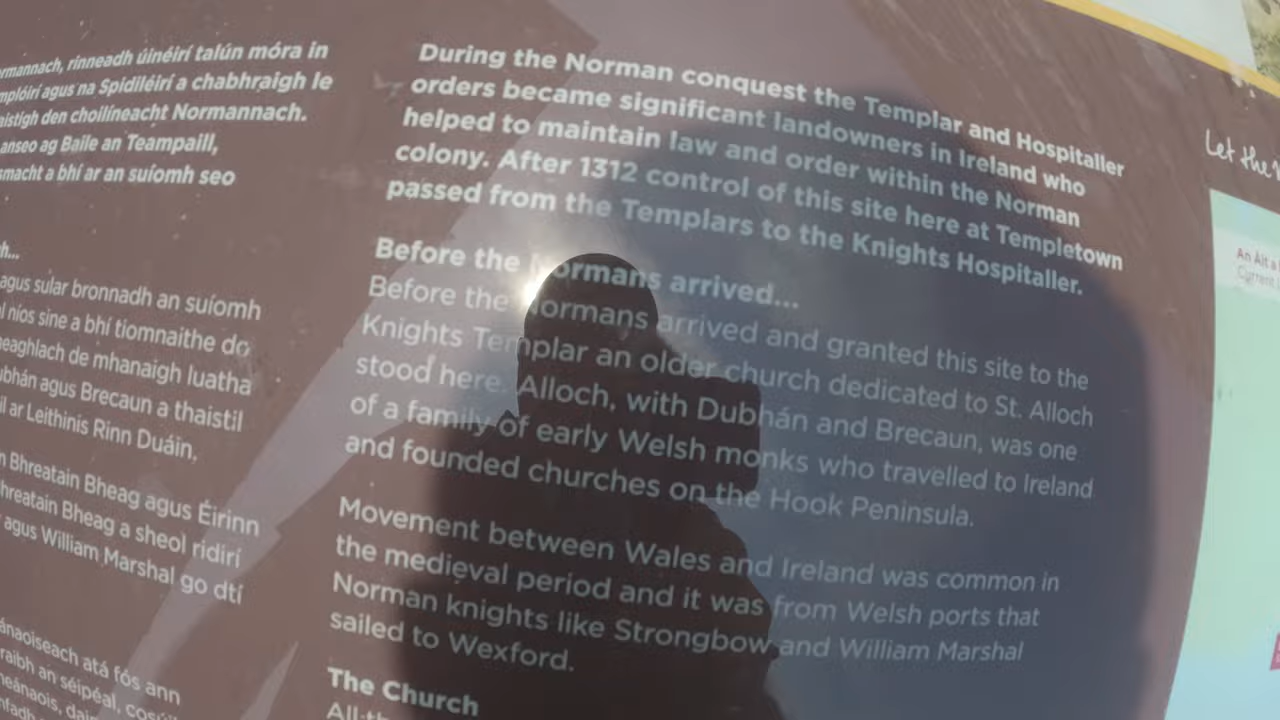 rmannach, rinneadh úinéirí talún móra in
mplóirí agus na Spidiléirí a chabhraigh le
aistigh den choilíneacht Normannach.
anseo ag Baile an Teampaill,
smacht a bhí ar an suíomh seo
h...
agus sular bronnadh an suíomh
l níos sine a bhí tiomnaithe do
eaghlach de mhanaigh luatha
ubhán agus Brecaun a thaistil
il ar Leithinis Rinn Duáin,
n Bhreatain Bheag agus Éirinn
hreatain Bheag a sheol ridirí
agus William Marshal go dtí
ánaoiseach atá fós ann
raibh an séipéal,
During the Norman conquest the Templar and Hospitaller
orders became significant landowners in Ireland who
helped to maintain law and order within the Norman
colony. After 1312 control of this site here at Templetown
passed from the Templars to the Knights Hospitaller.
Before the Normans arrived...
Before the Normans arrived and granted this site to the
Knights Templar an older church dedicated to St. Alloch
stood here. Alloch, with Dubhán and Brecaun, was one
of a family of early Welsh monks who travelled to Ireland
and founded churches on the Hook Peninsula.
Movement between Wales and Ireland was common in
the medieval period and it was from Welsh ports that
Norman knights like Strongbow and William Marshal
sailed to Wexford.
The Church
Let the
An Áit a
Current